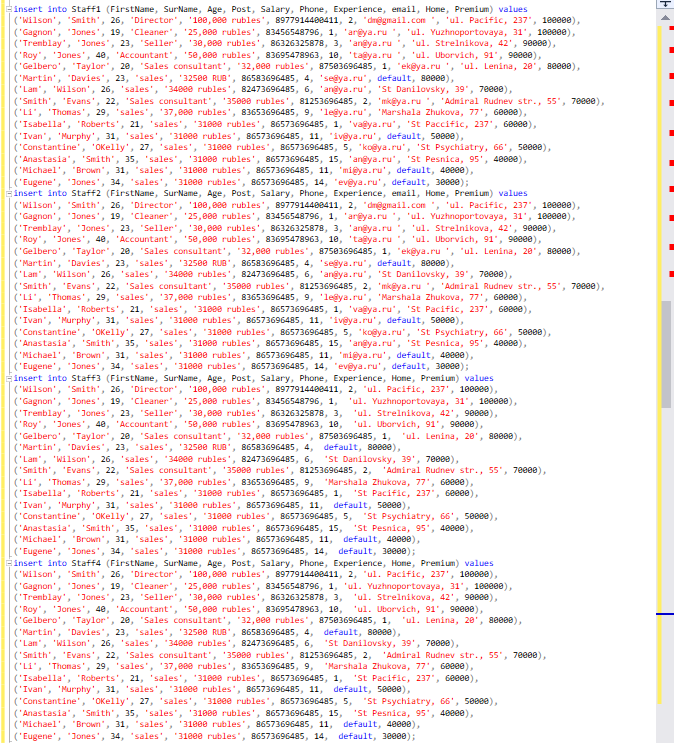 insert into Staff1 (FirstName, SurName, Age, Post, Salary, Phone, Experience, email, Home, Premium) values
('Wilson', 'Smith', 26, 'Director', '100,000 rubles', 8977914400411, 2, 'dm@gmail.com ', 'ul. Pacific, 237', 100000),
('Gagnon', 'Jones', 19, 'Cleaner', '25,000 rubles', 83456548796, 1, 'ar@ya.ru ', 'ul. Yuzhnoportovaya, 31', 100000),
('Tremblay', 'Jones', 23, 'Seller', '30,000 rubles', 86326325878, 3, 'an@ya.ru ', 'ul. Strelnikova, 42', 90000),
('Roy', 'Jones', 40, 'Accountant', '50,000 rubles', 83695478963, 10, 'ta@ya.ru ', 'ul. Uborvich, 91', 90000),
('Gelbero', 'Taylor', 20, 'Sales consultant', '32,000 rubles', 87503696485, 1, 'ek@ya.ru ', 'ul. Lenina, 20', 80000),
('Martin', 'Davies', 23, 'sales', '32500 RUB', 86583696485, 4, 'se@ya.ru', default, 80000),
('Lam', 'Wilson', 26, 'sales', '34000 rubles', 82473696485, 6, 'an@ya.ru', 'St Danilovsky, 39', 70000),
('Smith', 'Evans', 22, 'Sales consultant', '35000 rubles', 81253696485, 2, 'mk@ya.ru ', 'Admiral Rudnev str., 55', 70000),
('Li', 'Thomas', 29, 'sales', '37,000 rubles', 83653696485, 9, 'le@ya.ru', 'Marshala Zhukova, 77', 60000),
('Isabella', 'Roberts', 21, 'sales', '31000 rubles', 86573696485, 1, 'va@ya.ru', 'St Paccific, 237', 60000),
('Ivan', 'Murphy', 31, 'sales', '31000 rubles', 86573696485, 11, 'iv@ya.ru', default, 50000),
('Constantine', 'OKelly', 27, 'sales', '31000 rubles', 86573696485, 5, 'ko@ya.ru', 'St Psychiatry, 66', 50000),
('Anastasia', 'Smith', 35, 'sales', '31000 rubles', 86573696485, 15, 'an@ya.ru', 'St Pesnica, 95', 40000),
('Michael', 'Brown', 31, 'sales', '31000 rubles', 86573696485, 11, 'mi@ya.ru', default, 40000),
('Eugene', 'Jones', 34, 'sales', '31000 rubles', 86573696485, 14, 'ev@ya.ru', default, 30000);
insert into Staff2 (FirstName, SurName, Age, Post, Salary, Phone, Experience, email, Home, Premium) values
('Wilson', 'Smith', 26, 'Director', '100,000 rubles', 8977914400411, 2, 'dm@gmail.com ', 'ul. Pacific, 237', 100000),
('Gagnon', 'Jones', 19, 'Cleaner', '25,000 rubles', 83456548796, 1, 'ar@ya.ru ', 'ul. Yuzhnoportovaya, 31', 100000),
('Tremblay', 'Jones', 23, 'Seller', '30,000 rubles', 86326325878, 3, 'an@ya.ru ', 'ul. Strelnikova, 42', 90000),
('Roy', 'Jones', 40, 'Accountant', '50,000 rubles', 83695478963, 10, 'ta@ya.ru ', 'ul. Uborvich, 91', 90000),
('Gelbero', 'Taylor', 20, 'Sales consultant', '32,000 rubles', 87503696485, 1, 'ek@ya.ru ', 'ul. Lenina, 20', 80000),
('Martin', 'Davies', 23, 'sales', '32500 RUB', 86583696485, 4, 'se@ya.ru', default, 80000),
('Lam', 'Wilson', 26, 'sales', '34000 rubles', 82473696485, 6, 'an@ya.ru', 'St Danilovsky, 39', 70000),
('Smith', 'Evans', 22, 'Sales consultant', '35000 rubles', 81253696485, 2, 'mk@ya.ru ', 'Admiral Rudnev str., 55', 70000),
('Li', 'Thomas', 29, 'sales', '37,000 rubles', 83653696485, 9, 'le@ya.ru', 'Marshala Zhukova, 77', 60000),
('Isabella', 'Roberts', 21, 'sales', '31000 rubles', 86573696485, 1, 'va@ya.ru', 'St Pacific, 237', 60000),
('Ivan', 'Murphy', 31, 'sales', '31000 rubles', 86573696485, 11, 'iv@ya.ru', default, 50000),
('Constantine', 'OKelly', 27, 'sales', '31000 rubles', 86573696485, 5, 'ko@ya.ru', 'St Psychiatry, 66', 50000),
('Anastasia', 'Smith', 35, 'sales', '31000 rubles', 86573696485, 15, 'an@ya.ru', 'St Pesnica, 95', 40000),
('Michael', 'Brown', 31, 'sales', '31000 rubles', 86573696485, 11, 'mi@ya.ru', default, 40000),
('Eugene', 'Jones', 34, 'sales', '31000 rubles', 86573696485, 14, 'ev@ya.ru', default, 30000);
insert into Staff3 (FirstName, SurName, Age, Post, Salary, Phone, Experience, Home, Premium) values
('Wilson', 'Smith', 26, 'Director', '100,000 rubles', 8977914400411, 2, 'ul. Pacific, 237', 100000),
('Gagnon', 'Jones', 19, 'Cleaner', '25,000 rubles', 83456548796, 1, 'ul. Yuzhnoportovaya, 31', 100000),
('Tremblay', 'Jones', 23, 'Seller', '30,000 rubles', 86326325878, 3, 'ul. Strelnikova, 42', 90000),
('Roy', 'Jones', 40, 'Accountant', '50,000 rubles', 83695478963, 10, 'ul. Uborvich, 91', 90000),
('Gelbero', 'Taylor', 20, 'Sales consultant', '32,000 rubles', 87503696485, 1, 'ul. Lenina, 20', 80000),
('Martin', 'Davies', 23, 'sales', '32500 RUB', 86583696485, 4, default, 80000),
('Lam', 'Wilson', 26, 'sales', '34000 rubles', 82473696485, 6, 'St Danilovsky, 39', 70000),
('Smith', 'Evans', 22, 'Sales consultant', '35000 rubles', 81253696485, 2, 'Admiral Rudnev str., 55', 70000),
('Li', 'Thomas', 29, 'sales', '37,000 rubles', 83653696485, 9, 'Marshala Zhukova, 77', 60000),
('Isabella', 'Roberts', 21, 'sales', '31000 rubles', 86573696485, 1, 'St Pacific, 237', 60000),
('Ivan', 'Murphy', 31, 'sales', '31000 rubles', 86573696485, 11, default, 50000),
('Constantine', 'OKelly', 27, 'sales', '31000 rubles', 86573696485, 5, 'St Psychiatry, 66', 50000),
('Anastasia', 'Smith', 35, 'sales', '31000 rubles', 86573696485, 15, 'St Pesnica, 95', 40000),
('Michael', 'Brown', 31, 'sales', '31000 rubles', 86573696485, 11, default, 40000),
('Eugene', 'Jones', 34, 'sales', '31000 rubles', 86573696485, 14, default, 30000);
insert into Staff4 (FirstName, SurName, Age, Post, Salary, Phone, Experience, Home, Premium) values
('Wilson', 'Smith', 26, 'Director', '100,000 rubles', 8977914400411, 2, 'ul. Pacific, 237', 100000),
('Gagnon', 'Jones', 19, 'Cleaner', '25,000 rubles', 83456548796, 1, 'ul. Yuzhnoportovaya, 31', 100000),
('Tremblay', 'Jones', 23, 'Seller', '30,000 rubles', 86326325878, 3, 'ul. Strelnikova, 42', 90000),
('Roy', 'Jones', 40, 'Accountant', '50,000 rubles', 83695478963, 10, 'ul. Uborvich, 91', 90000),
('Gelbero', 'Taylor', 20, 'Sales consultant', '32,000 rubles', 87503696485, 1, 'ul. Lenina, 20', 80000),
('Martin', 'Davies', 23, 'sales', '32500 RUB', 86583696485, 4, default, 80000),
('Lam', 'Wilson', 26, 'sales', '34000 rubles', 82473696485, 6, 'St Danilovsky, 39', 70000),
('Smith', 'Evans', 22, 'Sales consultant', '35000 rubles', 81253696485, 2, 'Admiral Rudnev str., 55', 70000),
('Li', 'Thomas', 29, 'sales', '37,000 rubles', 83653696485, 9, 'Marshala Zhukova, 77', 60000),
('Isabella', 'Roberts', 21, 'sales', '31000 rubles', 86573696485, 1, 'St Pacific, 237', 60000),
('Ivan', 'Murphy', 31, 'sales', '31000 rubles', 86573696485, 11, default, 50000),
('Constantine', 'OKelly', 27, 'sales', '31000 rubles', 86573696485, 5, 'St Psychiatry, 66', 50000),
('Anastasia', 'Smith', 35, 'sales', '31000 rubles', 86573696485, 15, 'St Pesnica, 95', 40000),
('Michael', 'Brown', 31, 'sales', '31000 rubles', 86573696485, 11, default, 40000),
('Eugene', 'Jones', 34, 'sales', '31000 rubles', 86573696485, 14, default, 30000);